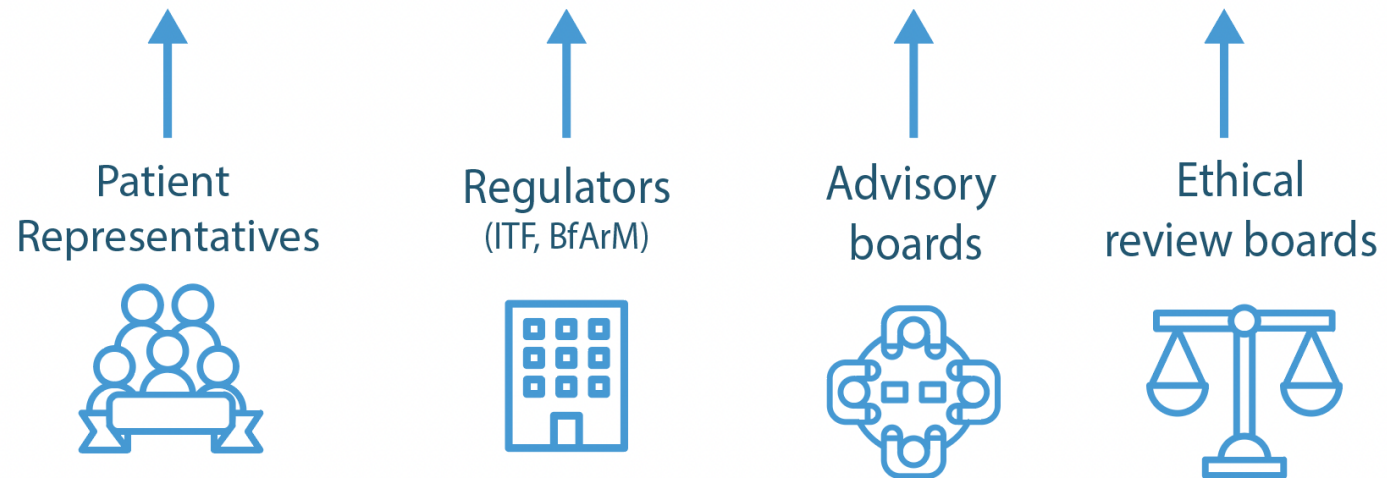 Patient
Representatives
Regulators
(ITF, BfArM)
Advisory
boards
Ethical
review boards